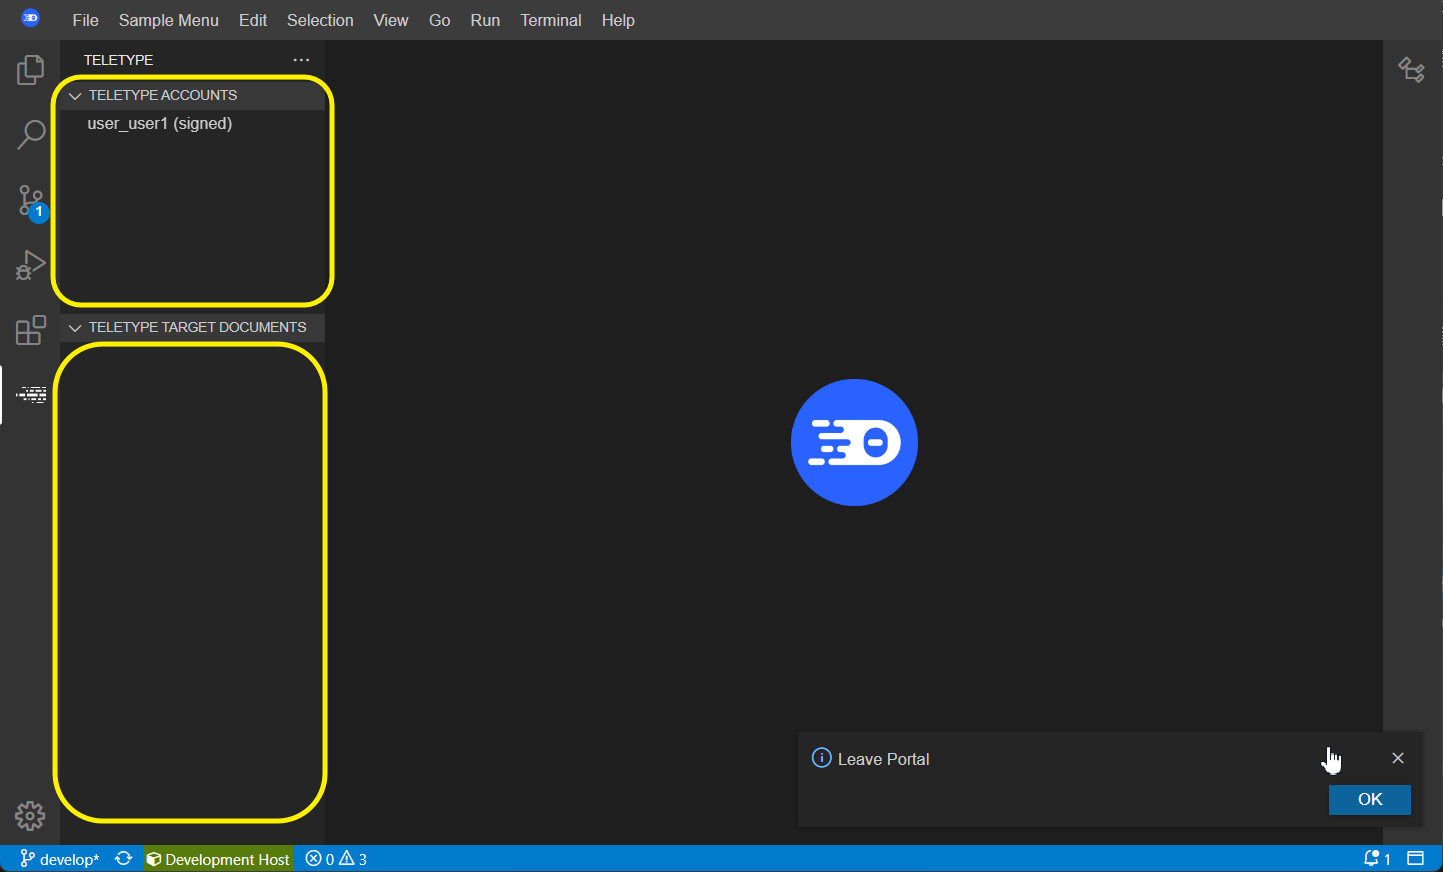 File Sample Menu Edit Selection View Go Run Terminal Help
TELETYPE ...
TELETYPE ACCOUNTS
user_user1 (signed)
1
TELETYPE TARGET DOCUMENTS
Leave Portal
OK
develop* Development Host 0 3 1